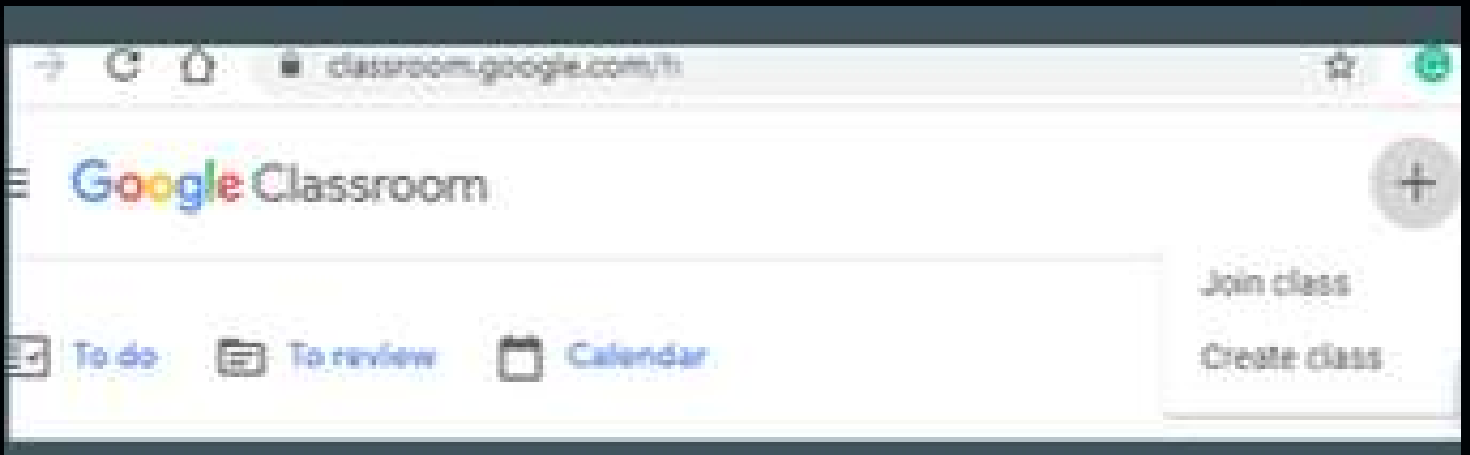 classroom.google.com/h
Google Classroom
Join class
To do To review Calendar
Create class